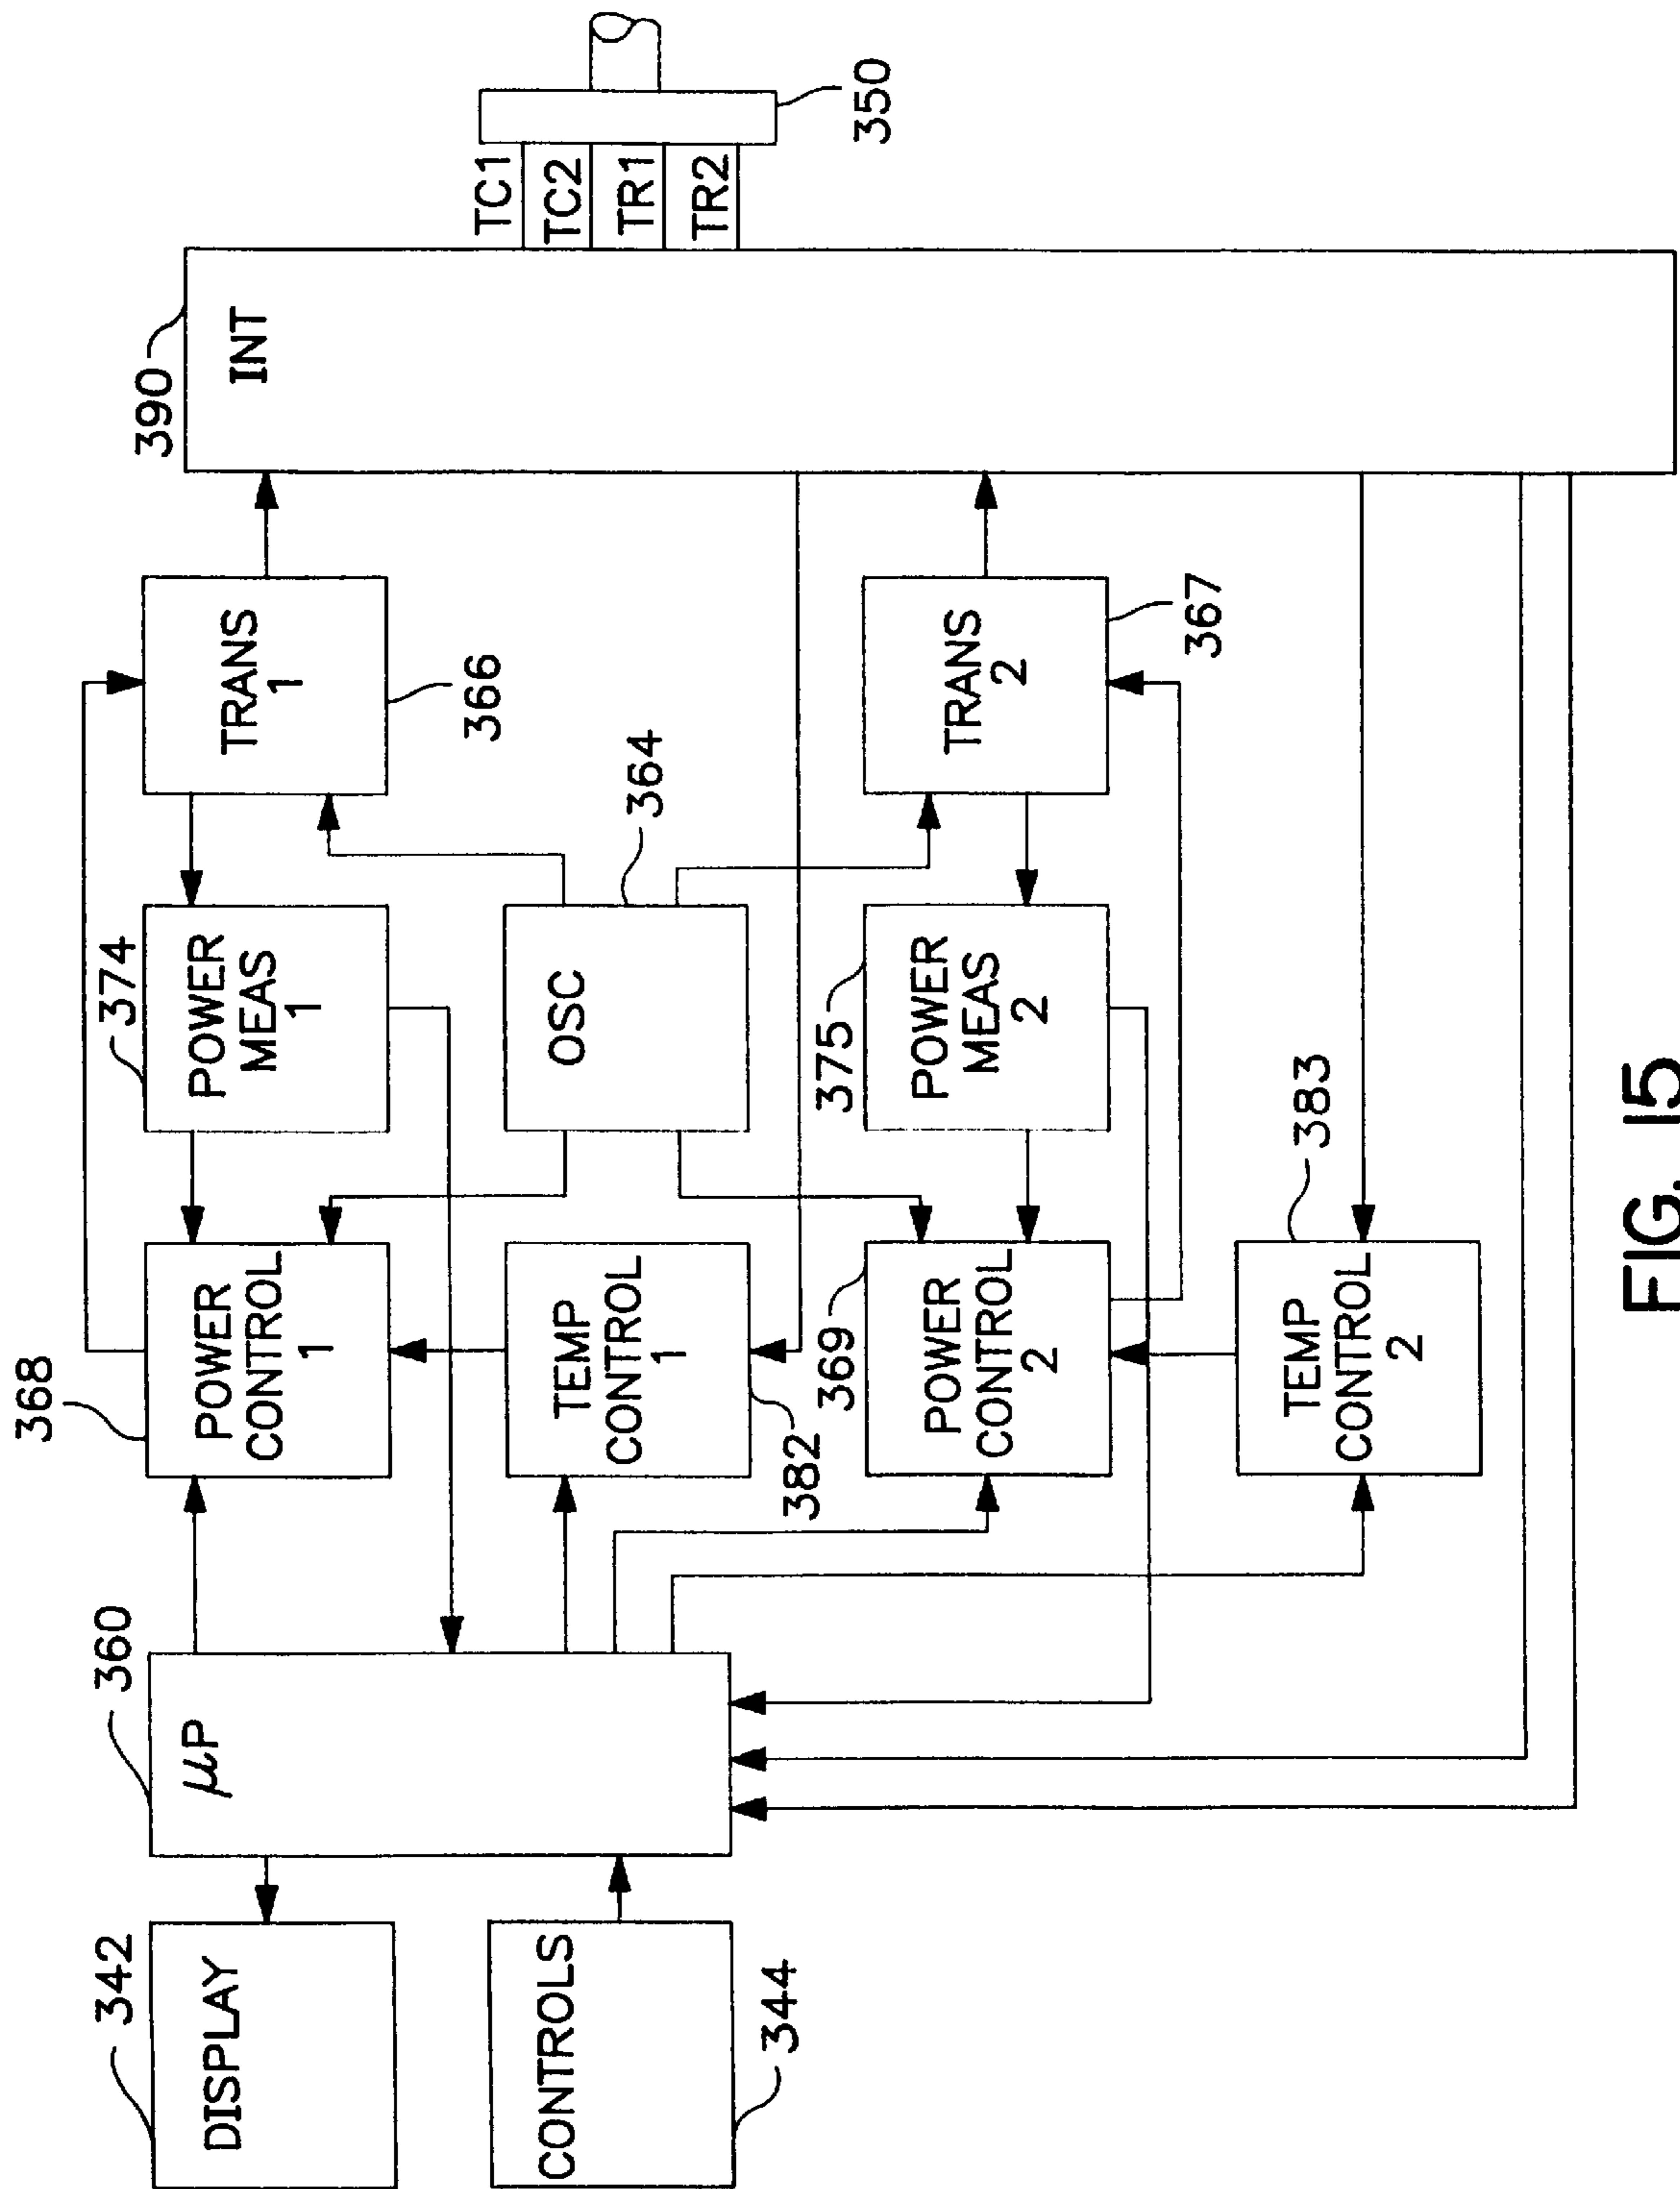 342
DISPLAY
CONTROLS
344
360
μP
368
POWER
CONTROL
1
TEMP
CONTROL
1
382
369
POWER
CONTROL
2
TEMP
CONTROL
2
383
374
POWER
MEAS
1
OSC
364
375
POWER
MEAS
2
TRANS
1
366
TRANS
2
367
390
INT
TC1
TC2
TR1
TR2
350
FIG. 15